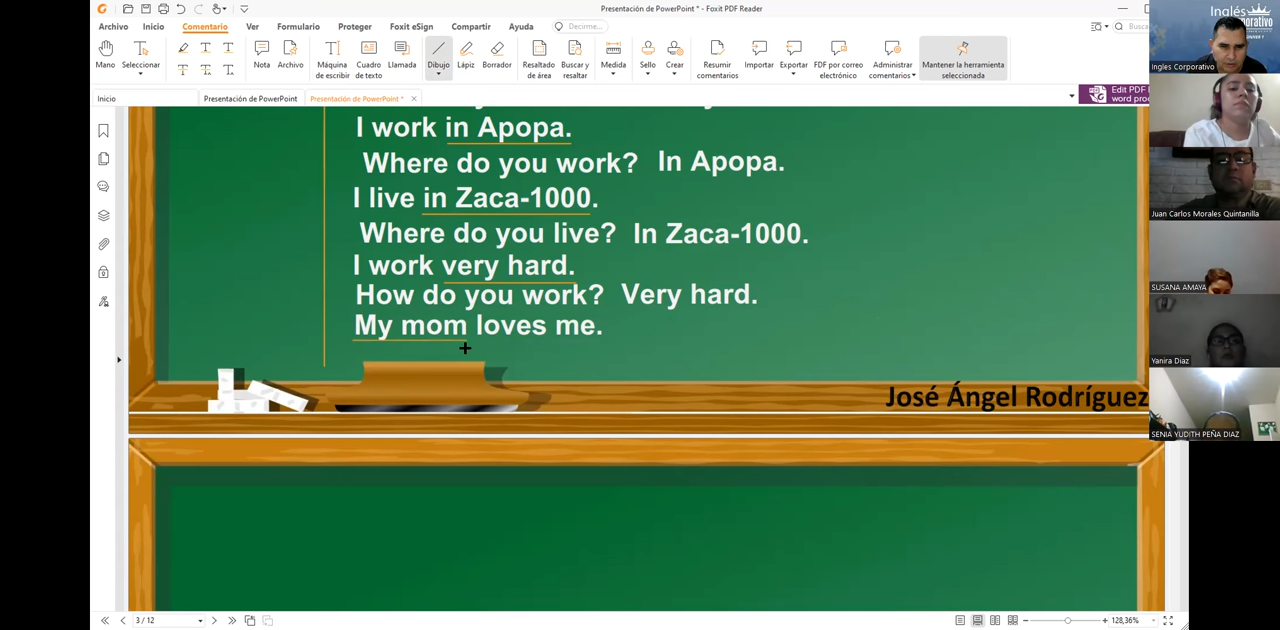 Presentación de PowerPoint * - Foxit PDF Reader
Archivo Inicio Comentario Ver Formulario Proteger Foxit eSign Compartir Ayuda Decirme...
Mano Seleccionar Nota Archivo Máquina de escribir Cuadro de texto Llamada Dibujo Lápiz Borrador Resaltado de área Buscar y resaltar Medida Sello Crear Resumir comentarios Importar Exportar FDF por correo electrónico Administrar comentarios Mantener la herramienta seleccionada
Inicio Presentación de PowerPoint Presentación de PowerPoint * Edit PDF
word pro
I work in Apopa.
Where do you work? In Apopa.
I live in Zaca-1000.
Where do you live? In Zaca-1000.
I work very hard.
How do you work? Very hard.
My mom loves me.
José Ángel Rodríguez
3 / 12 128,36%
Inglés
Ingles Corporativo
Juan Carlos Morales Quintanilla
SUSANA AMAYA
Yanira Diaz
SENIA YUDITH PEÑA DIAZ